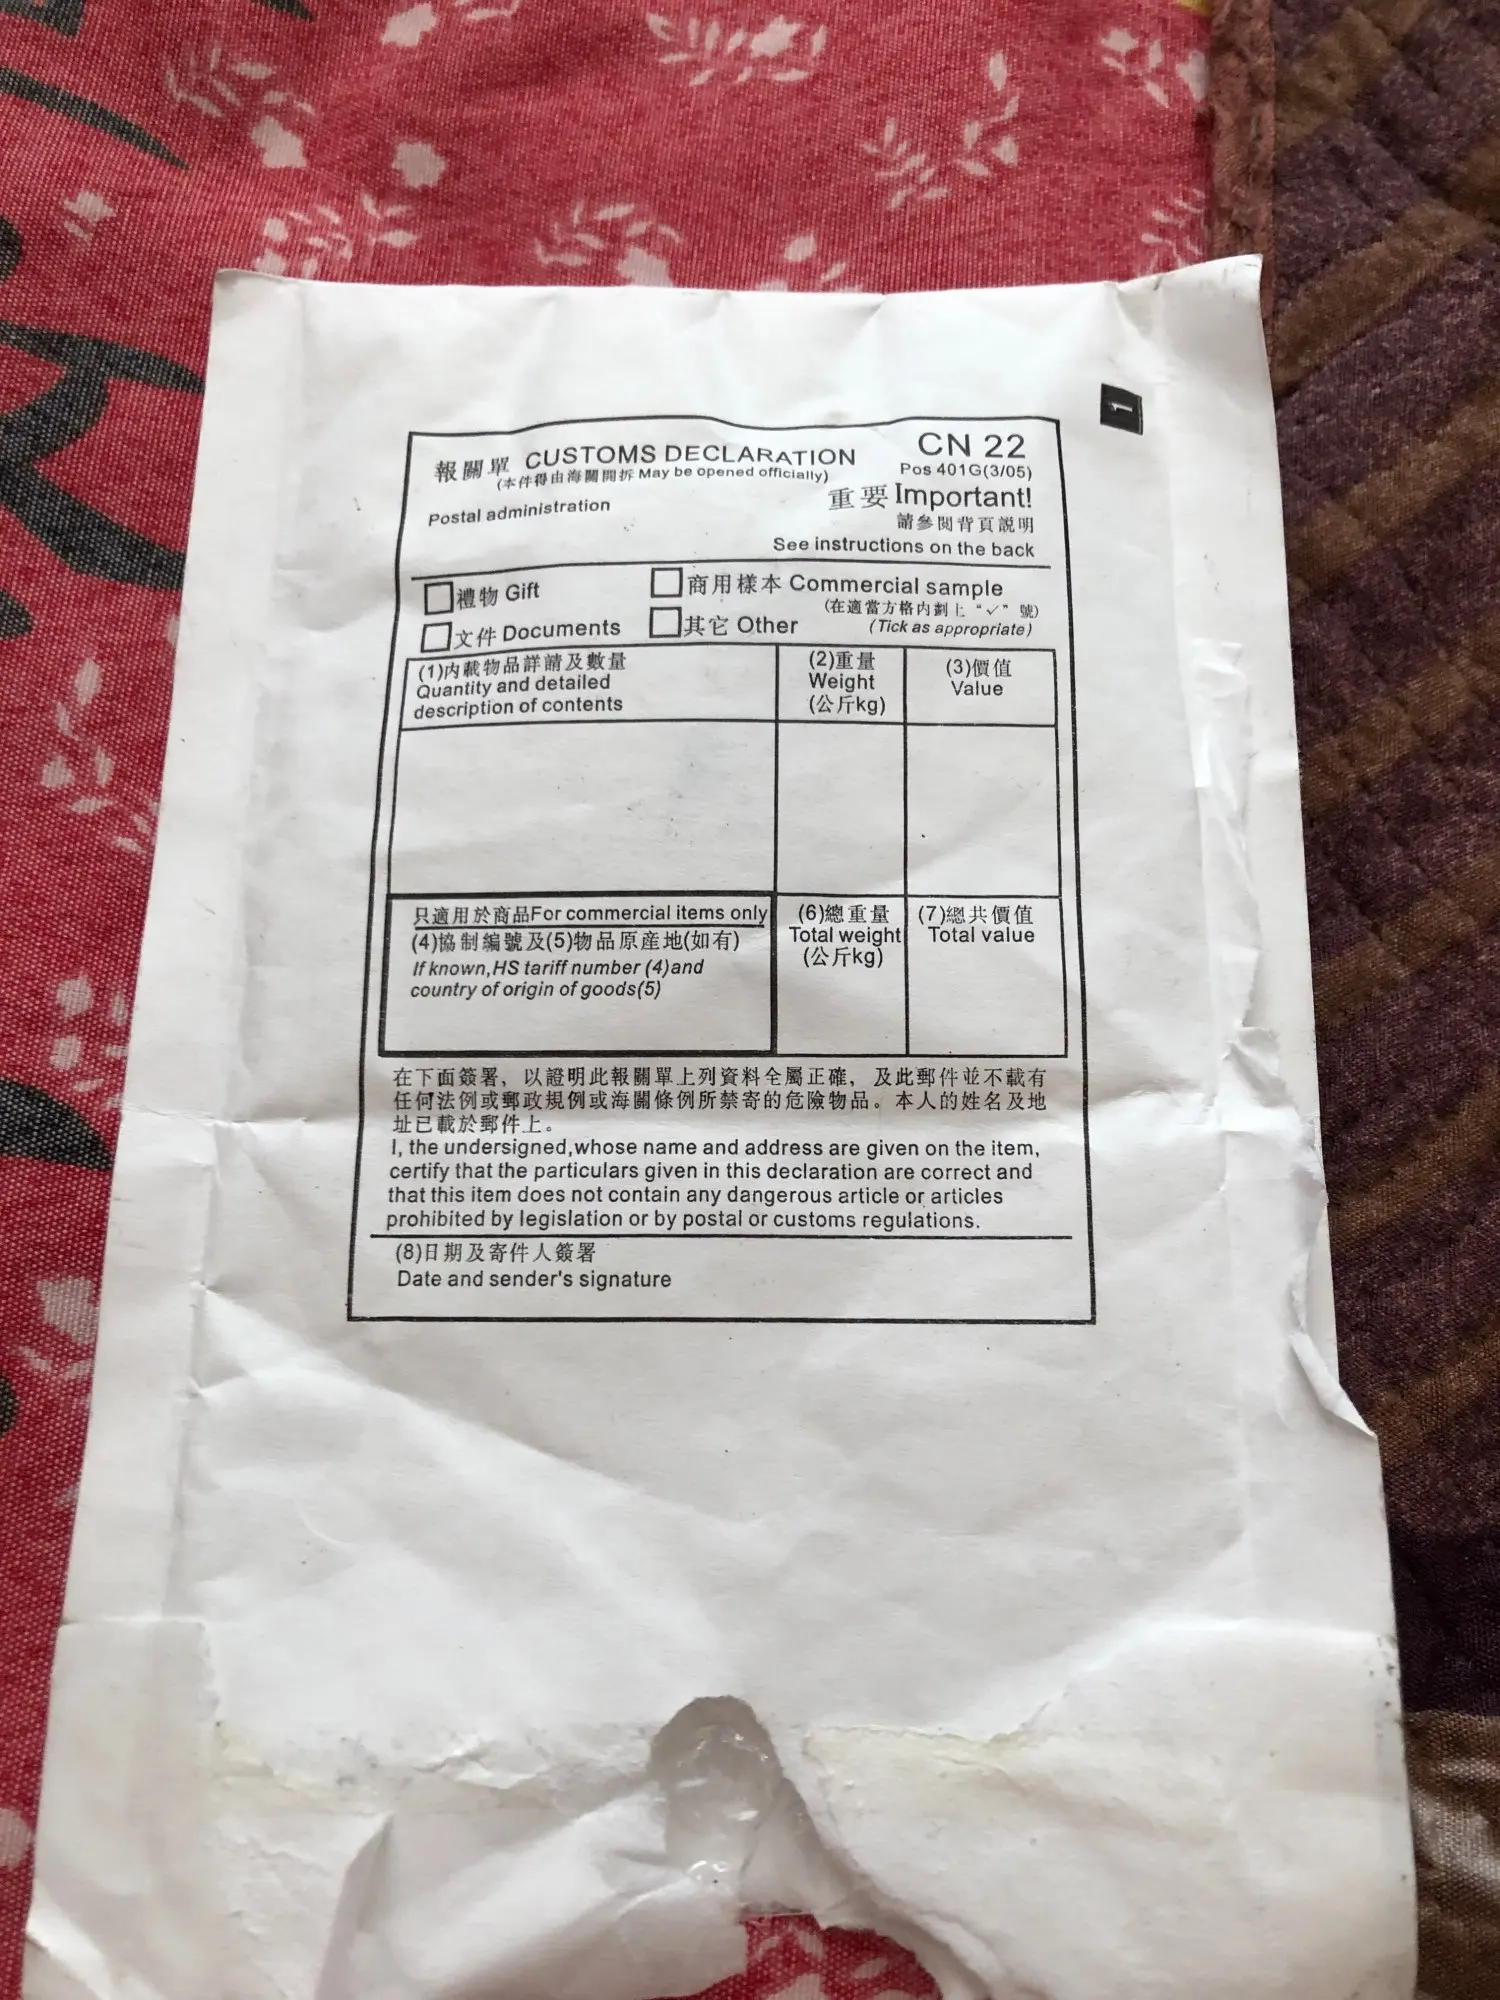 報關單 CUSTOMS DECLARATION
(本件得由海關開拆 May be opened officially)
CN 22
Pos 401G(3/05)
Postal administration
重要 Important!
請參閱背頁説明
See instructions on the back
禮物 Gift
商用樣本 Commercial sample
(在適當方格内劃上“✓”號)
文件 Documents
其它 Other
(Tick as appropriate)
(1)内載物品詳請及數量
Quantity and detailed
description of contents
(2)重量
Weight
(公斤kg)
(3)價值
Value
只適用於商品For commercial items only
(4)協制編號及(5)物品原産地(如有)
If known,HS tariff number (4)and
country of origin of goods(5)
(6)總重量
Total weight
(公斤kg)
(7)總共價值
Total value
在下面簽署，以證明此報關單上列資料全屬正確，及此郵件並不載有
任何法例或郵政規例或海關條例所禁寄的危險物品。本人的姓名及地
址已載於郵件上。
I, the undersigned,whose name and address are given on the item,
certify that the particulars given in this declaration are correct and
that this item does not contain any dangerous article or articles
prohibited by legislation or by postal or customs regulations.
(8)日期及寄件人簽署
Date and sender's signature
1